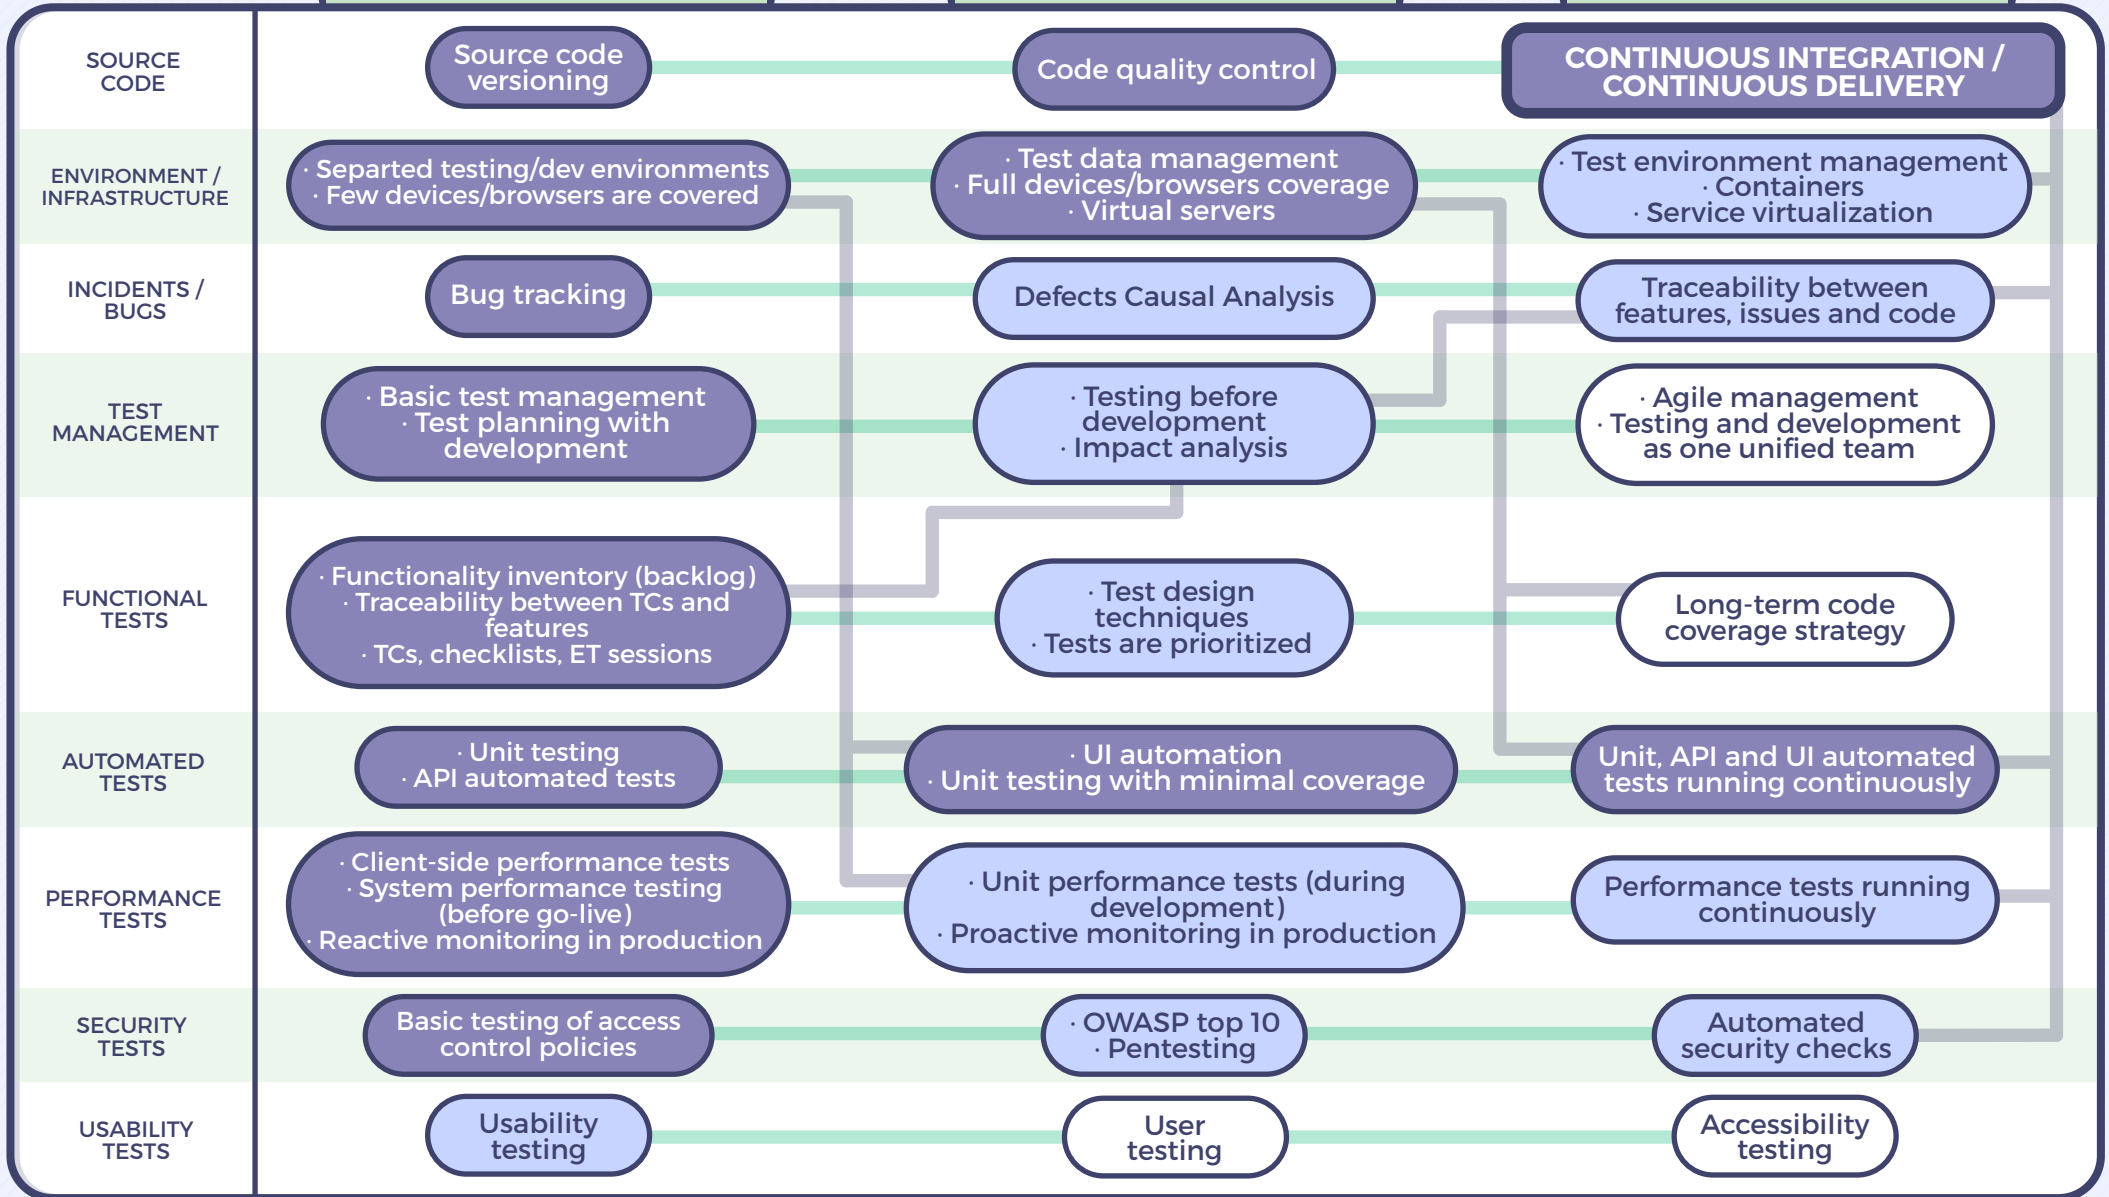 SOURCE
CODE
Source code
versioning
Code quality control
CONTINUOUS INTEGRATION /
CONTINUOUS DELIVERY
ENVIRONMENT /
INFRASTRUCTURE
· Separted testing/dev environments
· Few devices/browsers are covered
· Test data management
· Full devices/browsers coverage
· Virtual servers
· Test environment management
· Containers
· Service virtualization
INCIDENTS /
BUGS
Bug tracking
Defects Causal Analysis
Traceability between
features, issues and code
TEST
MANAGEMENT
· Basic test management
· Test planning with
development
· Testing before
development
· Impact analysis
· Agile management
· Testing and development
as one unified team
FUNCTIONAL
TESTS
· Functionality inventory (backlog)
· Traceability between TCs and
features
· TCs, checklists, ET sessions
· Test design
techniques
· Tests are prioritized
Long-term code
coverage strategy
AUTOMATED
TESTS
· Unit testing
· API automated tests
· UI automation
· Unit testing with minimal coverage
Unit, API and UI automated
tests running continuously
PERFORMANCE
TESTS
· Client-side performance tests
· System performance testing
(before go-live)
· Reactive monitoring in production
· Unit performance tests (during
development)
· Proactive monitoring in production
Performance tests running
continuously
SECURITY
TESTS
Basic testing of access
control policies
· OWASP top 10
· Pentesting
Automated
security checks
USABILITY
TESTS
Usability
testing
User
testing
Accessibility
testing